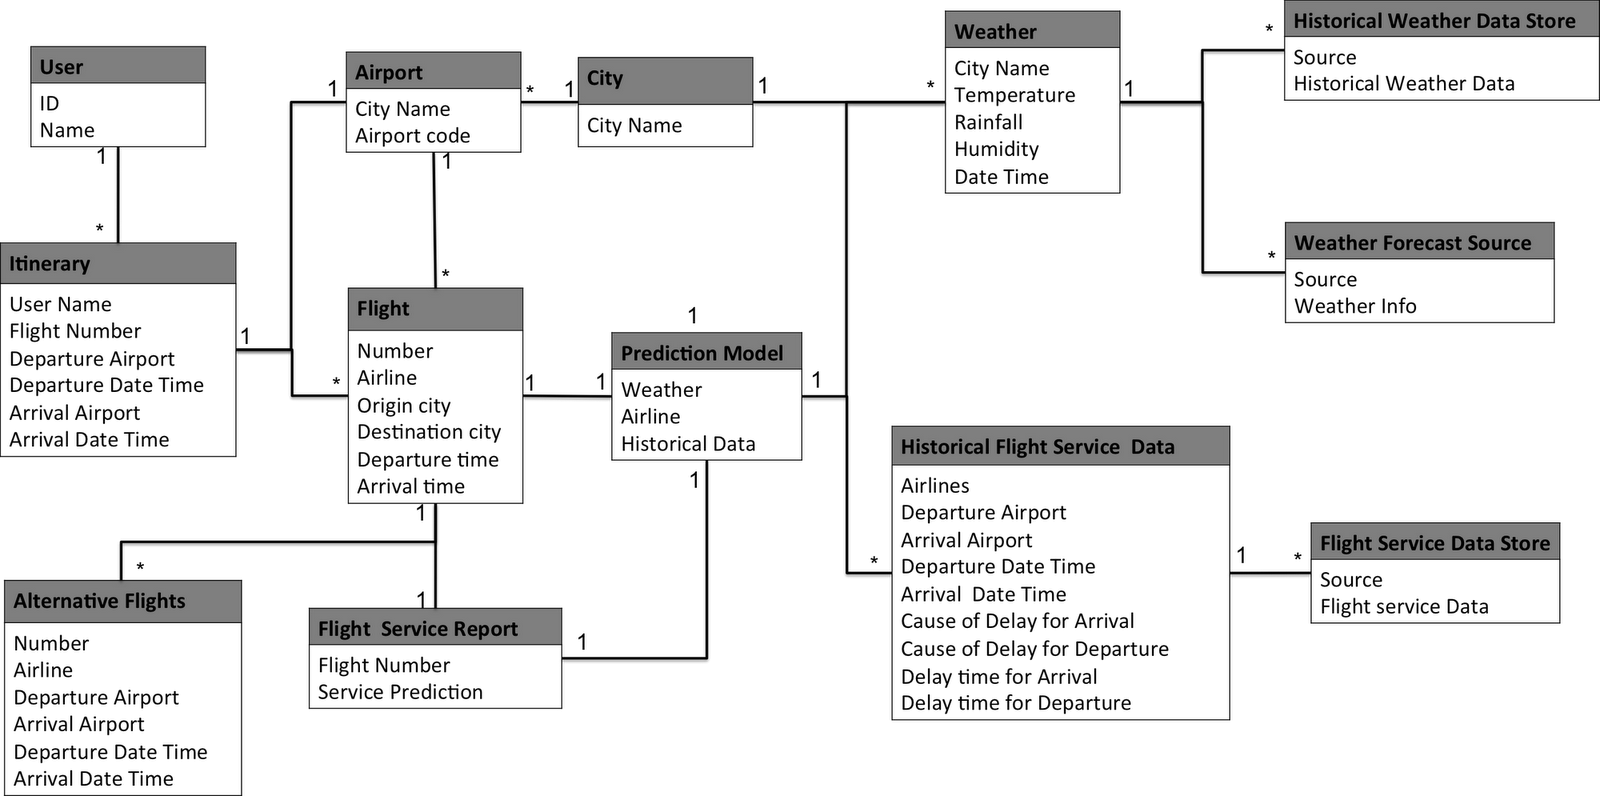 User
ID
Name
1
*
Itinerary
User Name
Flight Number
Departure Airport
Departure Date Time
Arrival Airport
Arrival Date Time
1
1
*
Airport
City Name
Airport code
*
1
1
*
City
City Name
1
*
Weather
City Name
Temperature
Rainfall
Humidity
Date Time
1
*
Historical Weather Data Store
Source
Historical Weather Data
*
Weather Forecast Source
Source
Weather Info
Flight
Number
Airline
Origin city
Destination city
Departure time
Arrival time
1
1
1
Prediction Model
Weather
Airline
Historical Data
1
1
*
Historical Flight Service  Data
Airlines
Departure Airport
Arrival Airport
Departure Date Time
Arrival  Date Time
Cause of Delay for Arrival
Cause of Delay for Departure
Delay time for Arrival
Delay time for Departure
1
*
Flight Service Data Store
Source
Flight service Data
1
*
Alternative Flights
Number
Airline
Departure Airport
Arrival Airport
Departure Date Time
Arrival Date Time
1
Flight  Service Report
Flight Number
Service Prediction
1